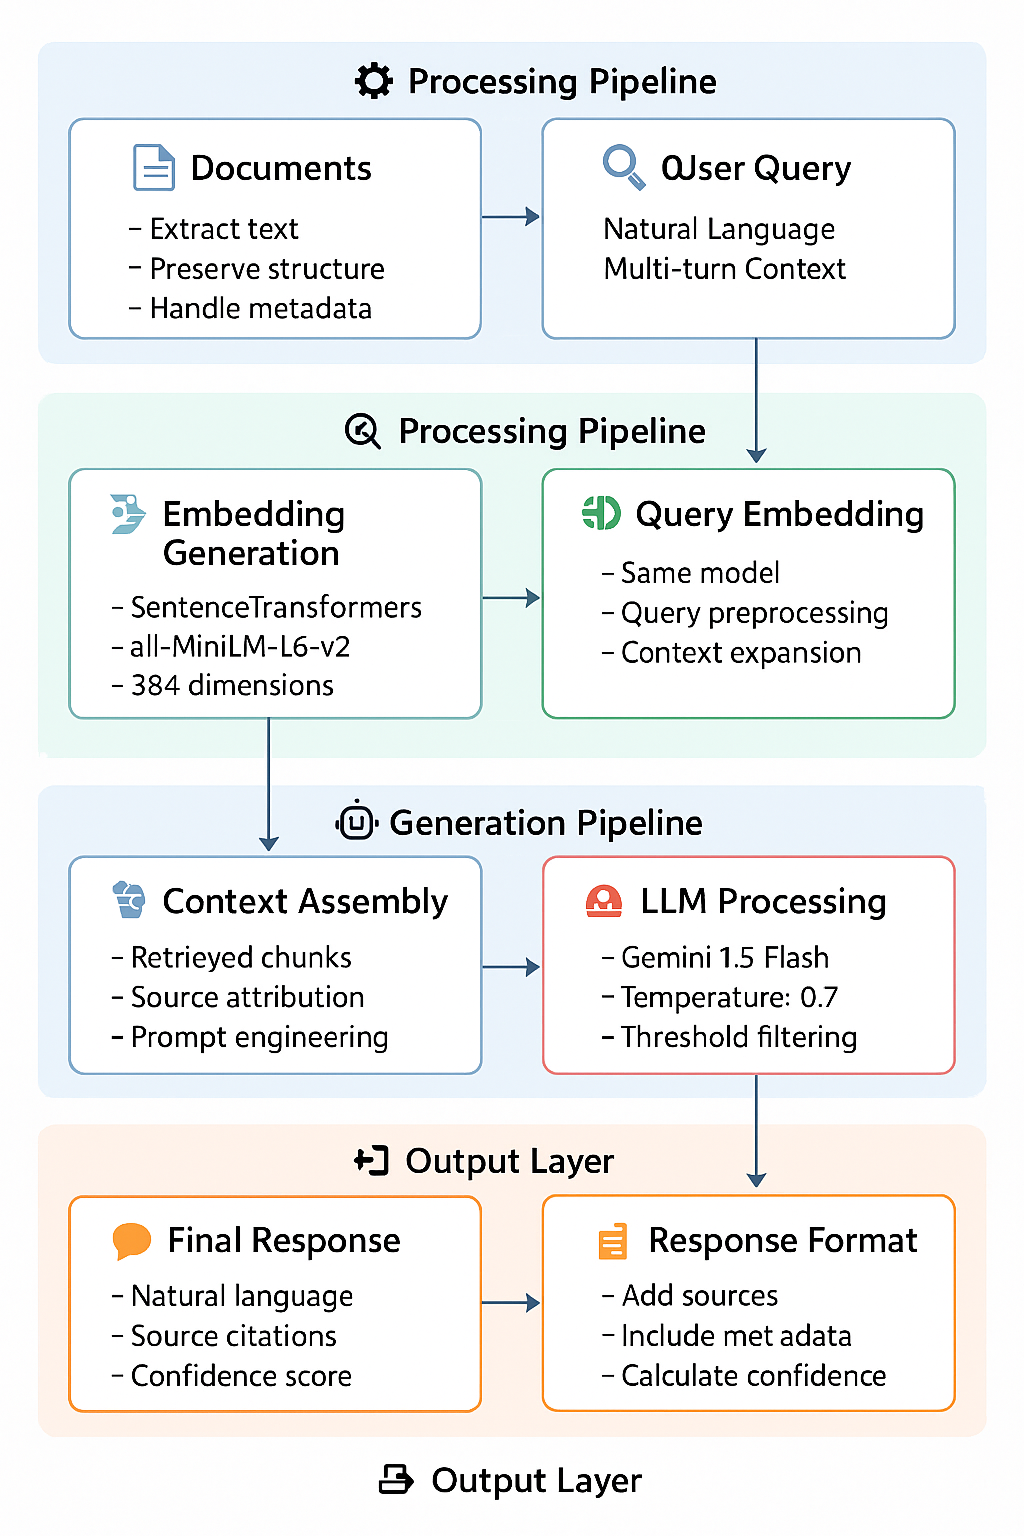 Processing Pipeline
Documents
– Extract text
– Preserve structure
– Handle metadata
ꓷUser Query
Natural Language
Multi-turn Context
Processing Pipeline
Embedding
Generation
– SentenceTransformers
– all-MiniLM-L6-v2
– 384 dimensions
Query Embedding
– Same model
– Query preprocessing
– Context expansion
Generation Pipeline
Context Assembly
– Retrieyed chunks
– Source attribution
– Prompt engineering
LLM Processing
– Gemini 1.5 Flash
– Temperature: 0.7
– Threshold filtering
Output Layer
Final Response
– Natural language
– Source citations
– Confidence score
Response Format
– Add sources
– Include met adata
– Calculate confidence
Output Layer